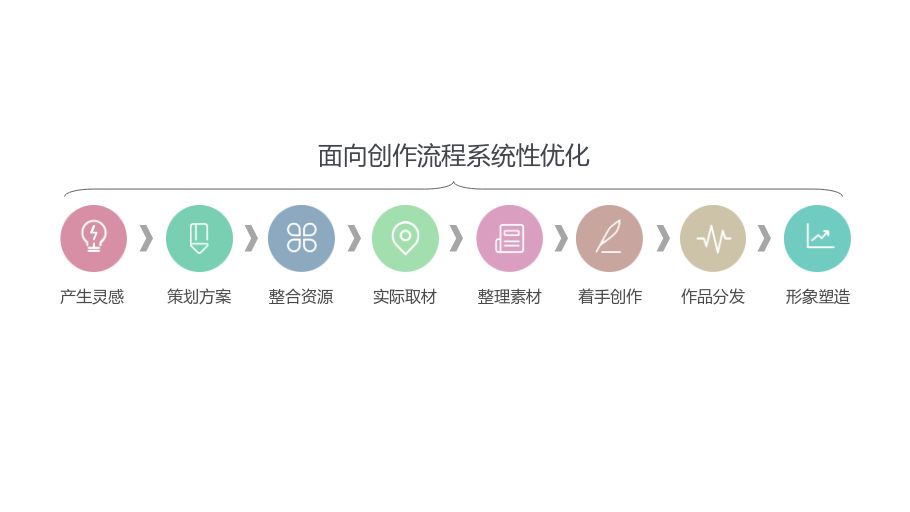 面向创作流程系统性优化
产生灵感
策划方案
整合资源
实际取材
整理素材
着手创作
作品分发
形象塑造